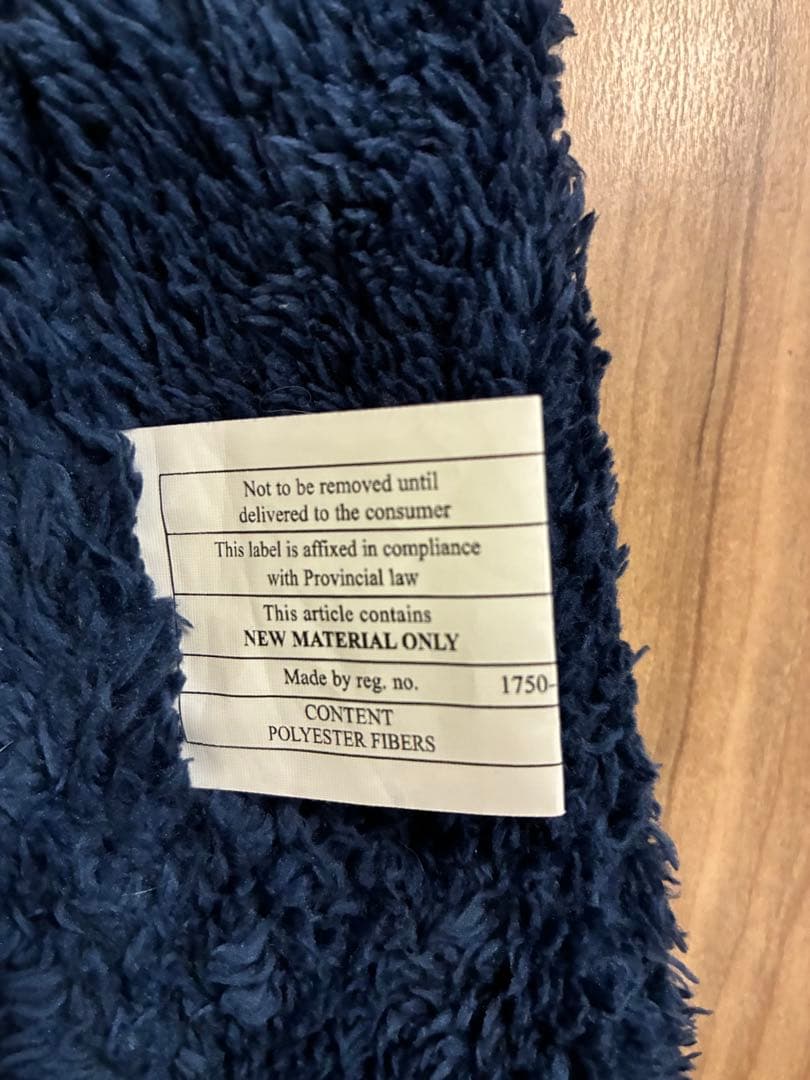 Not to be removed until
delivered to the consumer
This label is affixed in compliance
with Provincial law
This article contains
NEW MATERIAL ONLY
Made by reg. no. 1750-
CONTENT
POLYESTER FIBERS